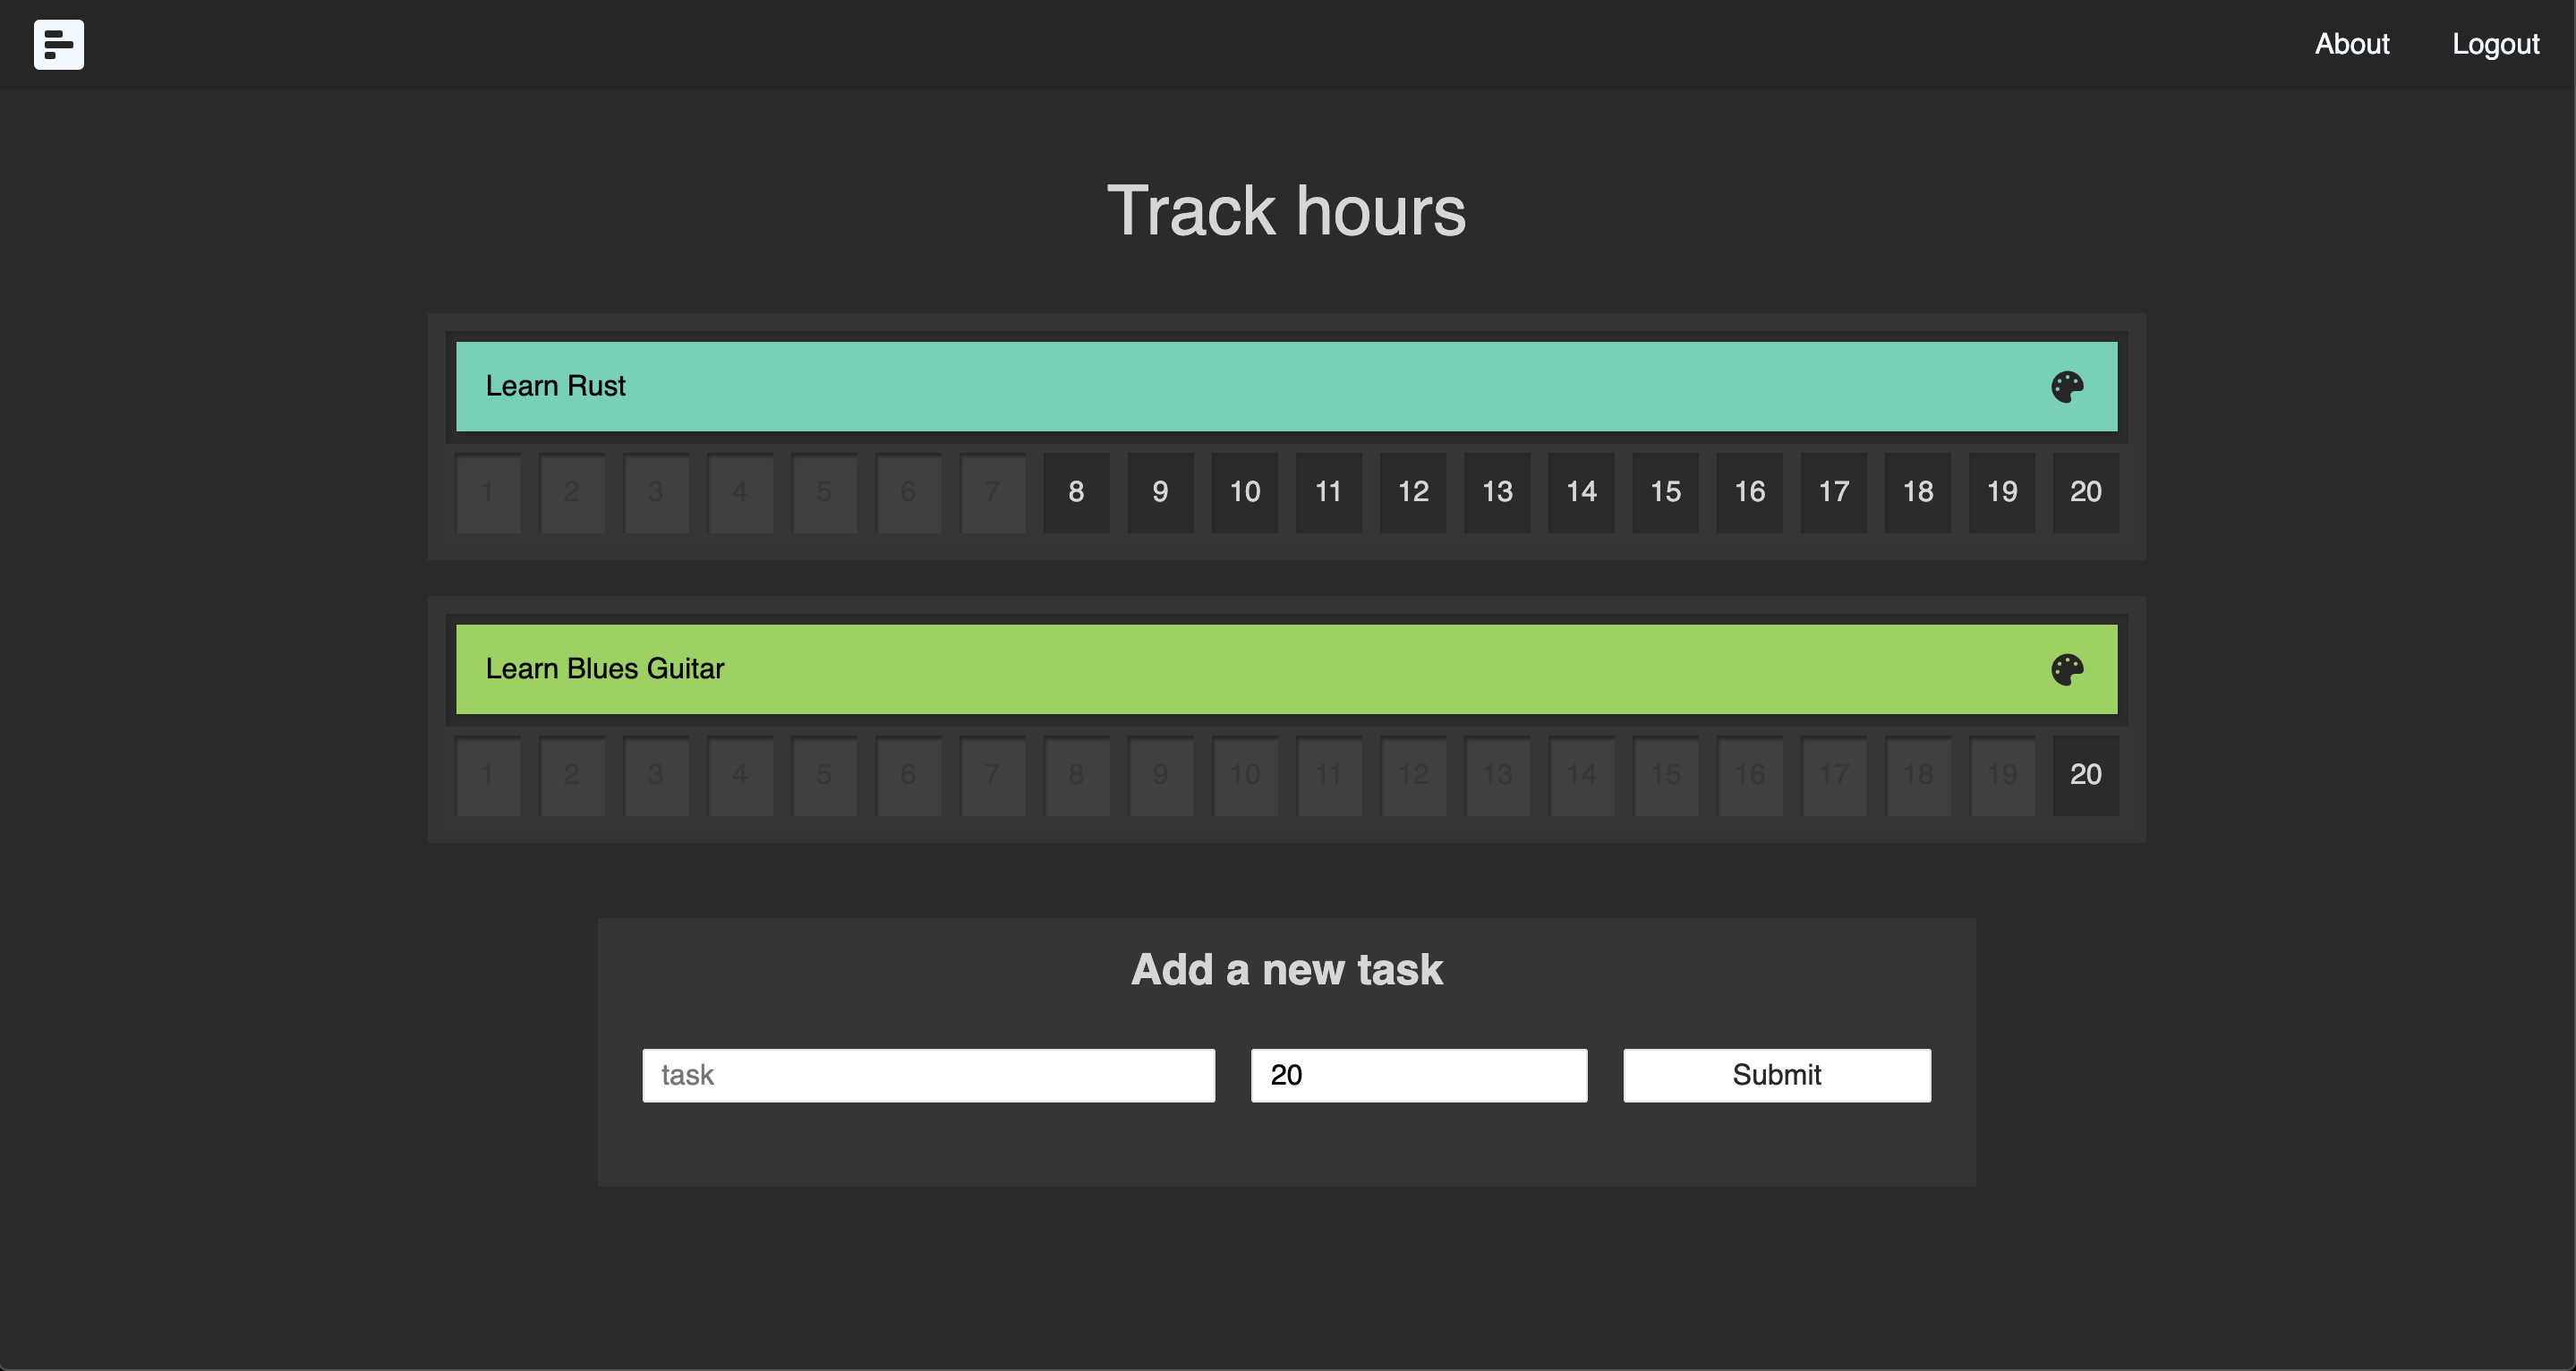 About Logout
Track hours
Learn Rust
1 2 3 4 5 6 7 8 9 10 11 12 13 14 15 16 17 18 19 20
Learn Blues Guitar
1 2 3 4 5 6 7 8 9 10 11 12 13 14 15 16 17 18 19 20
Add a new task
task 20 Submit